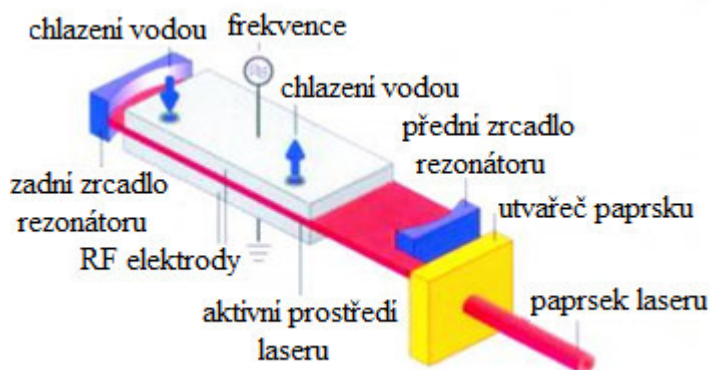 chlazení vodou
frekvence
chlazení vodou
přední zrcadlo
rezonátoru
zadní zrcadlo
rezonátoru
utvařeč paprsku
RF elektrody
aktivní prostředí
laseru
paprsek laseru